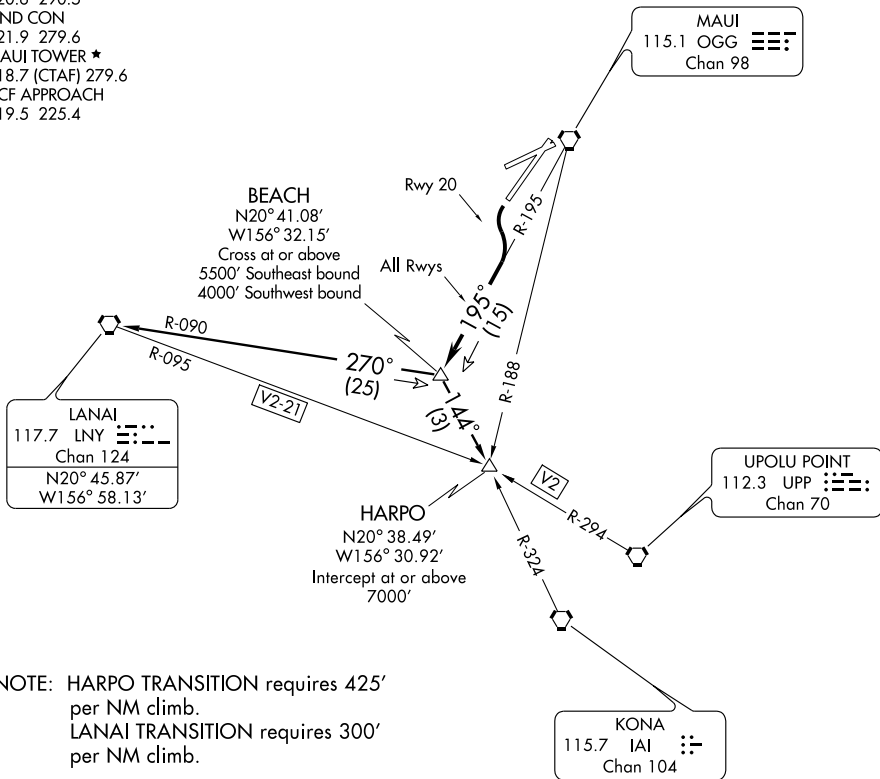 ND CON
21.9 279.6
AUI TOWER ★
18.7 (CTAF) 279.6
CF APPROACH
19.5 225.4
MAUI
115.1 OGG
Chan 98
Rwy 20
BEACH
N20° 41.08'
W156° 32.15'
Cross at or above
5500' Southeast bound
4000' Southwest bound
All Rwys
R-195
195°
(15)
R-188
R-090
R-095
270°
(25)
V2-21
144°
(3)
LANAI
117.7 LNY
Chan 124
N20° 45.87'
W156° 58.13'
HARPO
N20° 38.49'
W156° 30.92'
Intercept at or above
7000'
V2
R-294
R-324
UPOLU POINT
112.3 UPP
Chan 70
NOTE: HARPO TRANSITION requires 425'
per NM climb.
LANAI TRANSITION requires 300'
per NM climb.
KONA
115.7 IAI
Chan 104